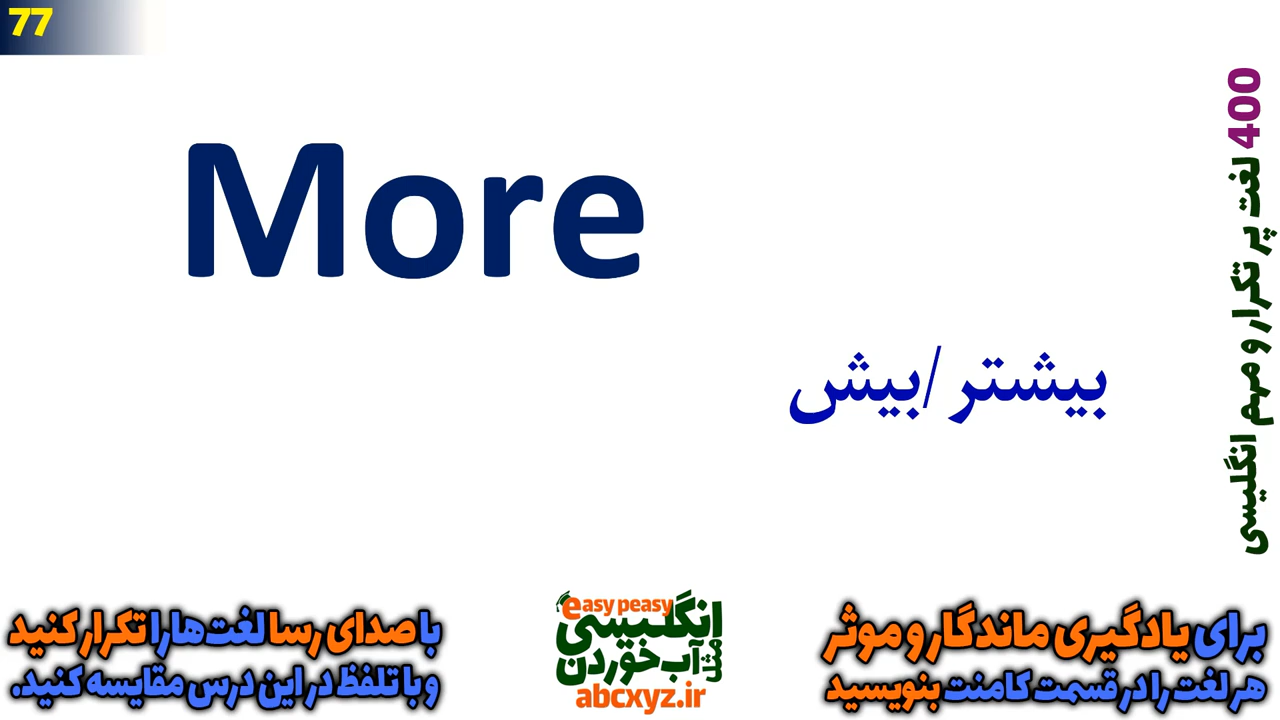 77
More
بیشتر / بیش
400 لغت پر تکرار و مهم انگلیسی
با صدای رسا لغت‌ها را تکرار کنید
و با تلفظ در این درس مقایسه کنید.
easy peasy
انگلیسی
مثل
آب خوردن
abcxyz.ir
برای یادگیری ماندگار و موثر
هر لغت را در قسمت کامنت بنویسید